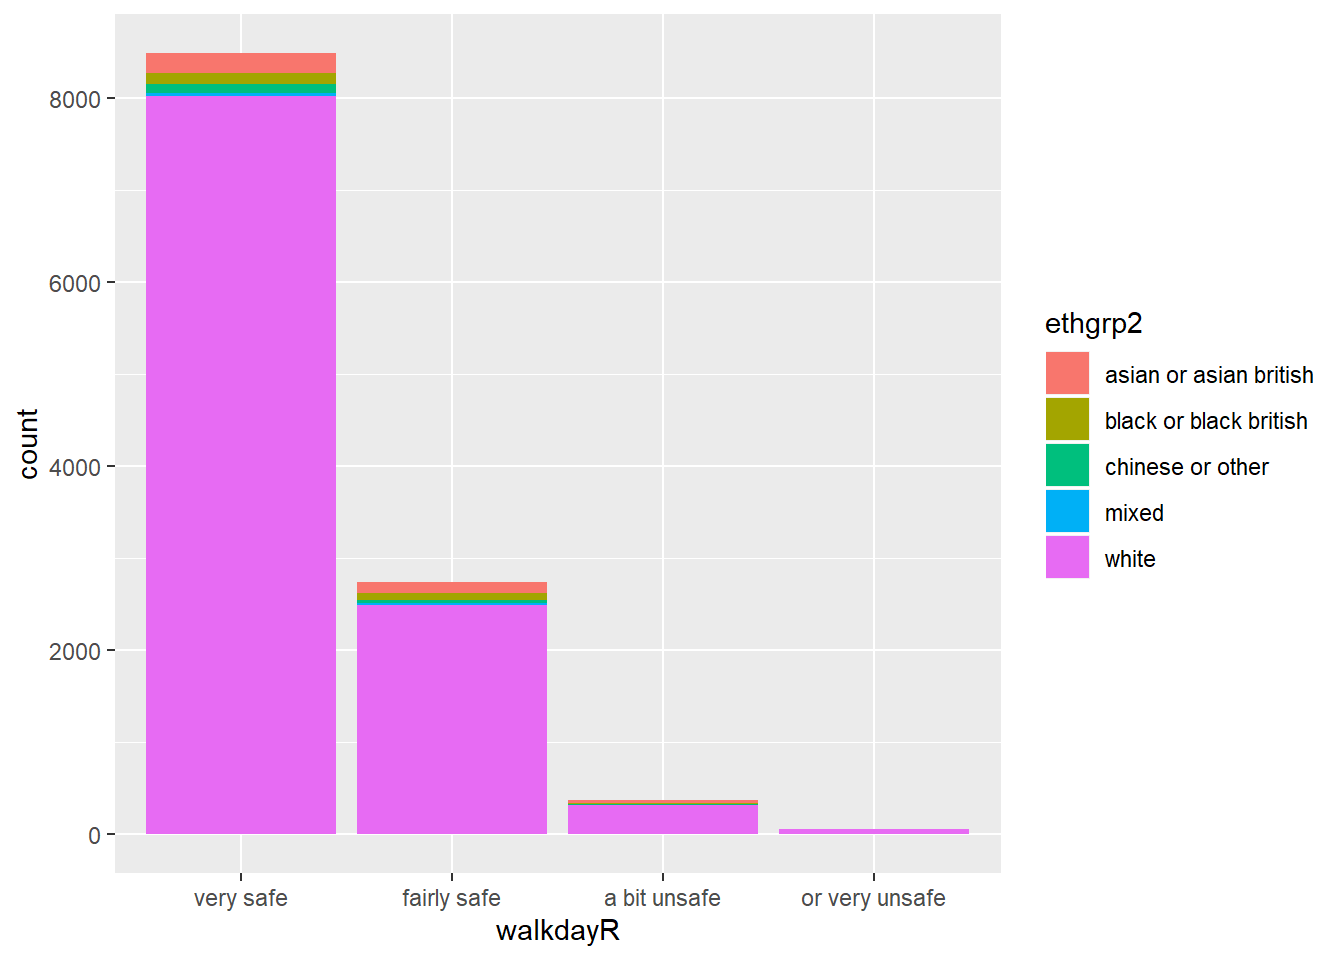 8000
6000
4000
2000
0
count
very safe
fairly safe
a bit unsafe
or very unsafe
walkdayR
ethgrp2
asian or asian british
black or black british
chinese or other
mixed
white